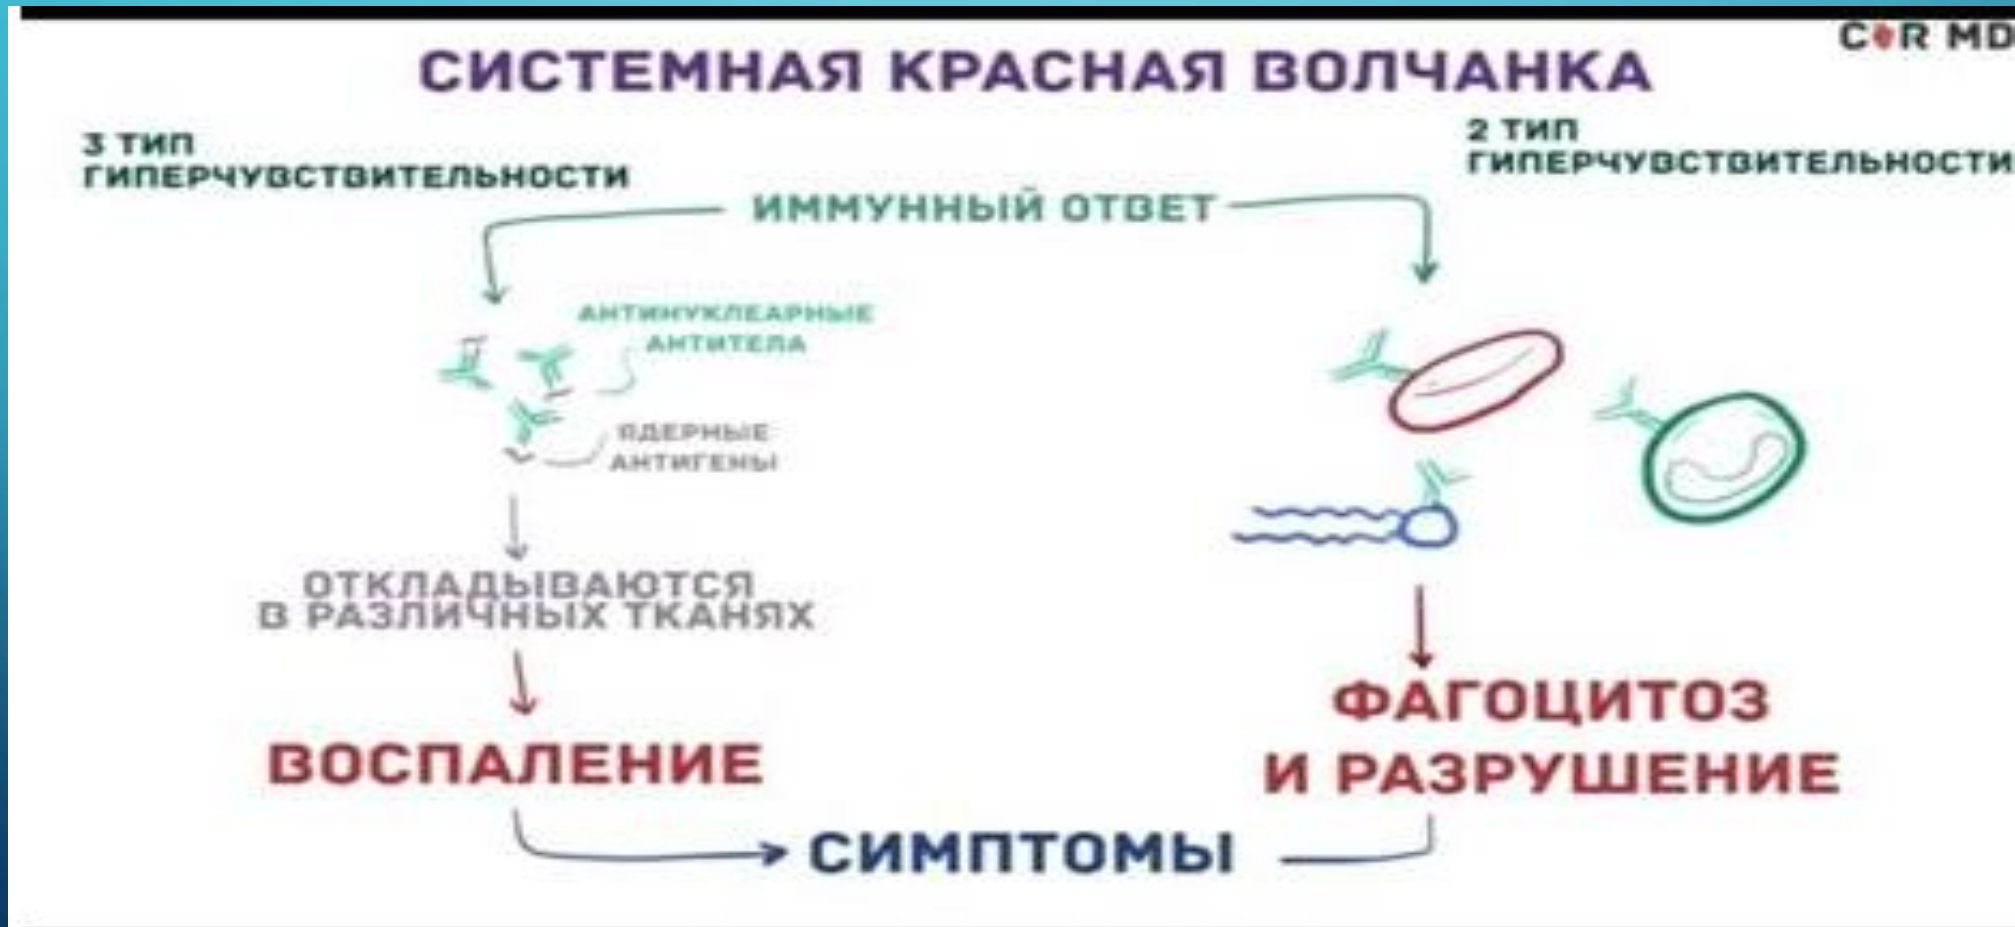 COR MD
СИСТЕМНАЯ КРАСНАЯ ВОЛЧАНКА
3 ТИП
ГИПЕРЧУВСТВИТЕЛЬНОСТИ
2 ТИП
ГИПЕРЧУВСТВИТЕЛЬНОСТИ
ИММУННЫЙ ОТВЕТ
АНТИНУКЛЕАРНЫЕ
АНТИТЕЛА
ЯДЕРНЫЕ
АНТИГЕНЫ
ОТКЛАДЫВАЮТСЯ
В РАЗЛИЧНЫХ ТКАНЯХ
ВОСПАЛЕНИЕ
ФАГОЦИТОЗ
И РАЗРУШЕНИЕ
СИМПТОМЫ